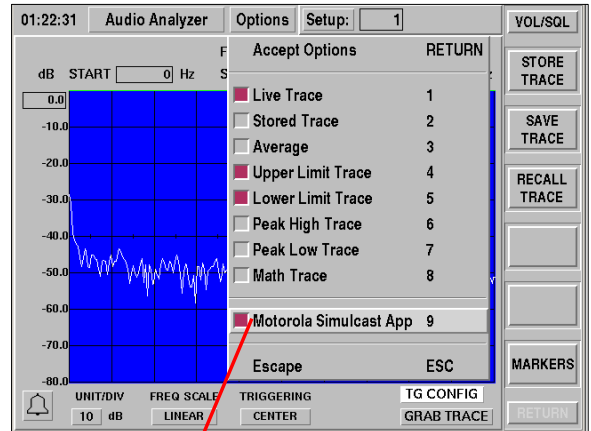 01:22:31 Audio Analyzer Options Setup: 1 VOL/SQL
F Accept Options RETURN
dB START 0 Hz S
STORE TRACE
0.0 Live Trace 1
-10.0 Stored Trace 2
SAVE TRACE
Average 3
-20.0 Upper Limit Trace 4
RECALL TRACE
-30.0 Lower Limit Trace 5
Peak High Trace 6
-40.0 Peak Low Trace 7
-50.0 Math Trace 8
-60.0 Motorola Simulcast App 9
-70.0
Escape ESC
MARKERS
-80.0
UNIT/DIV FREQ SCALE TRIGGERING TG CONFIG
10 dB LINEAR CENTER GRAB TRACE RETURN